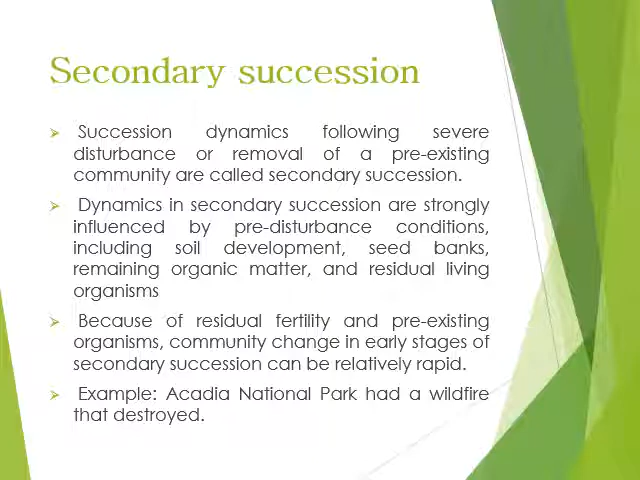 Secondary succession
➢ Succession dynamics following severe
disturbance or removal of a pre-existing
community are called secondary succession.
➢ Dynamics in secondary succession are strongly
influenced by pre-disturbance conditions,
including soil development, seed banks,
remaining organic matter, and residual living
organisms
➢ Because of residual fertility and pre-existing
organisms, community change in early stages of
secondary succession can be relatively rapid.
➢ Example: Acadia National Park had a wildfire
that destroyed.